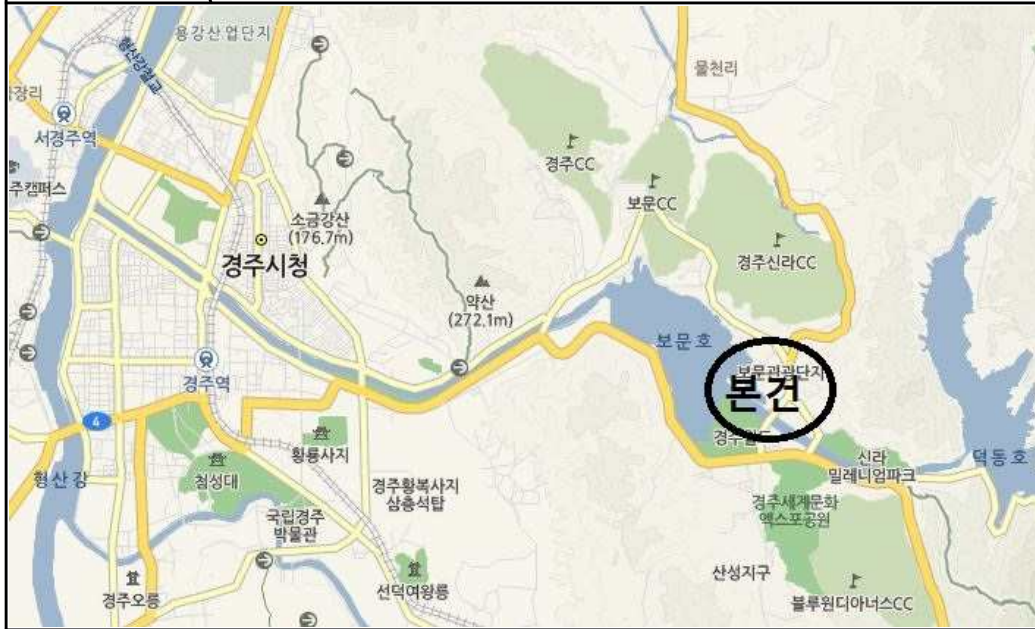 용강산업단지
형산강철교
물천리
장리
서경주역
경주CC
주캠퍼스
보문CC
소금강산
(176.7m)
경주시청
경주신라CC
약산
(272.1m)
보문호
보문관광단지
본건
경주역
4
경주월드
황룡사지
신라
밀레니엄파크
덕동호
형산강
첨성대
경주황복사지
삼층석탑
경주세계문화
엑스포공원
국립경주
박물관
산성지구
경주오릉
선덕여왕릉
블루원디아너스CC